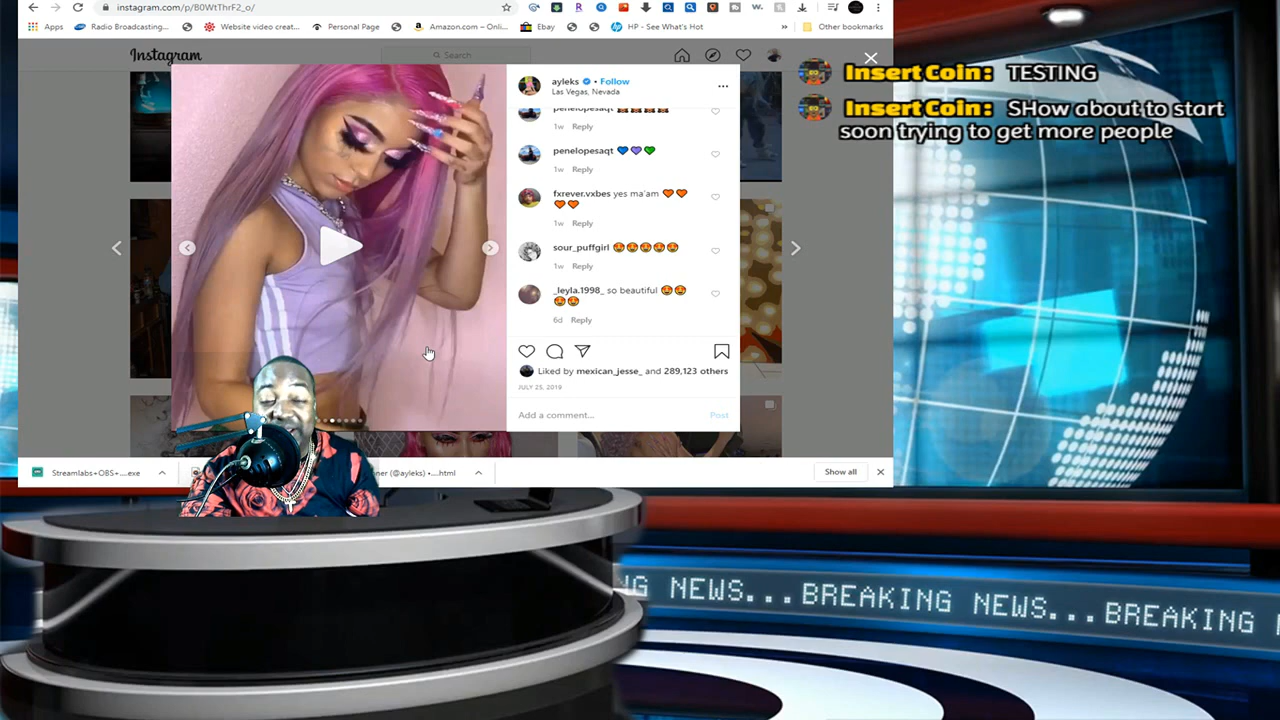 instagram.com/p/B0WtThrF2_o/
Apps Radio Broadcasting... Website video creat... Personal Page Amazon.com – Onli... Ebay HP - See What's Hot » Other bookmarks
Instagram
Search
InsertCoin: TESTING
InsertCoin: SHow about to start
soon trying to get more people
ayleks • Follow
Las Vegas, Nevada
penelopesaqt
1w Reply
penelopesaqt 💙💜💚
1w Reply
fxrever.vxbes yes ma'am 🧡🧡
🧡🧡
1w Reply
sour_puffgirl 😍😍😍😍😍
1w Reply
_leyla.1998_ so beautiful 😍😍
😍😍
6d Reply
Liked by mexican_jesse_ and 289,123 others
JULY 25, 2019
Add a comment... Post
Streamlabs+OBS+....exe
ner (@ayleks) •....html
Show all
NG NEWS...BREAKING NEWS...BREAKING